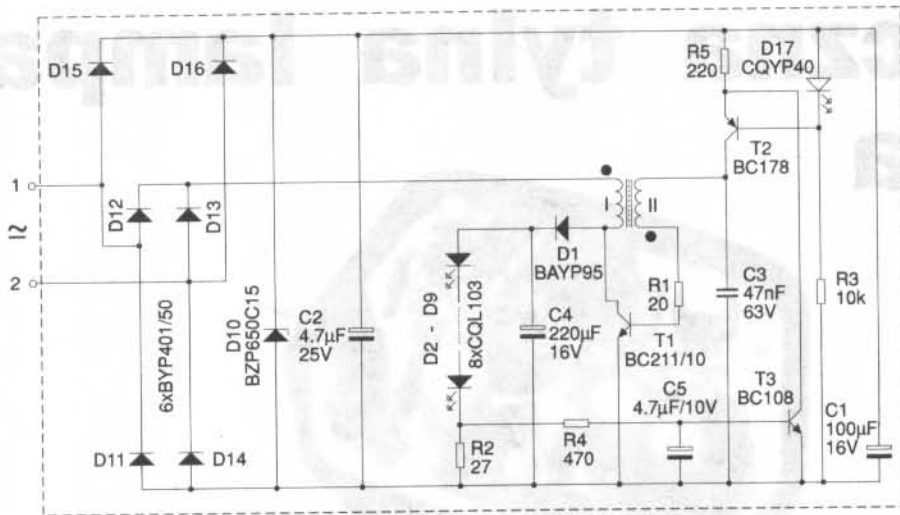 D15
D16
R5
220
D17
CQYP40
T2
BC178
1
D12
D13
I
II
2
D1
BAYP95
R1
20
C3
47nF
63V
R3
10k
6xBYP401/50
D10
BZP650C15
C2
4.7µF
25V
D2 - D9
8xCQL103
C4
220µF
16V
T1
BC211/10
C5
4.7µF/10V
T3
BC108
C1
100µF
16V
D11
D14
R2
27
R4
470